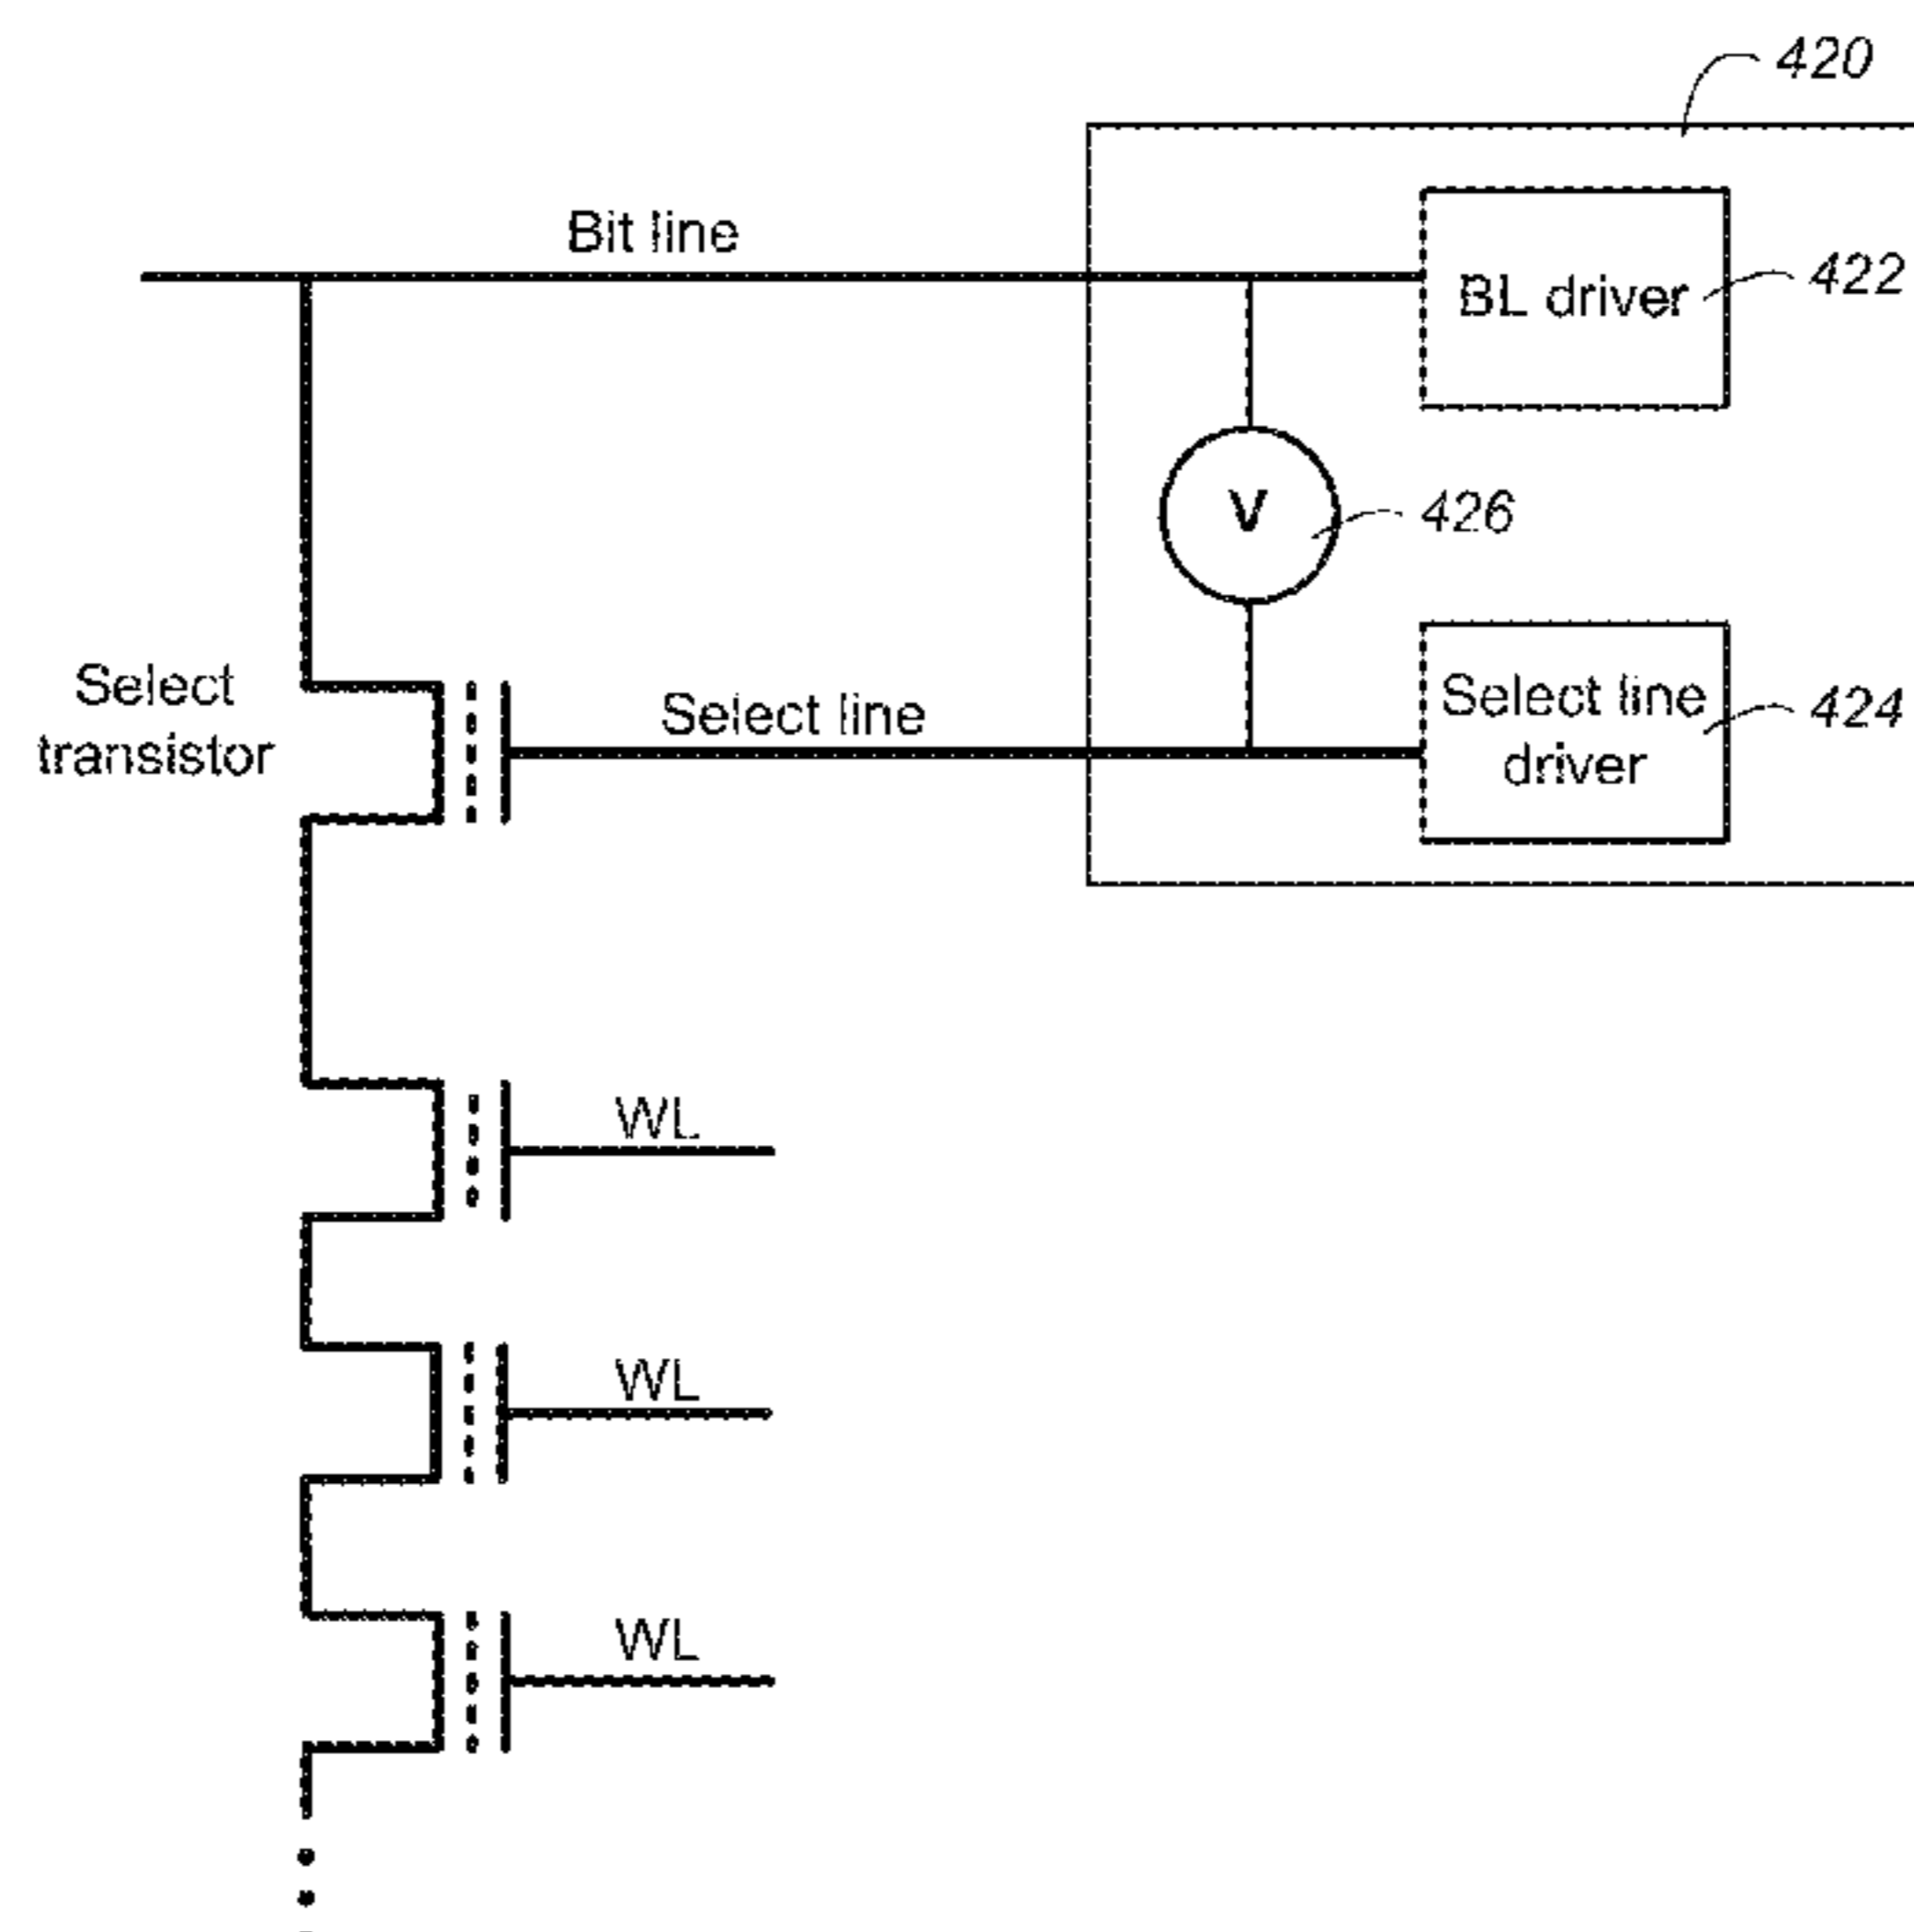 420
Bit line
BL driver
422
V
426
Select
transistor
Select line
Select line
driver
424
WL
WL
WL